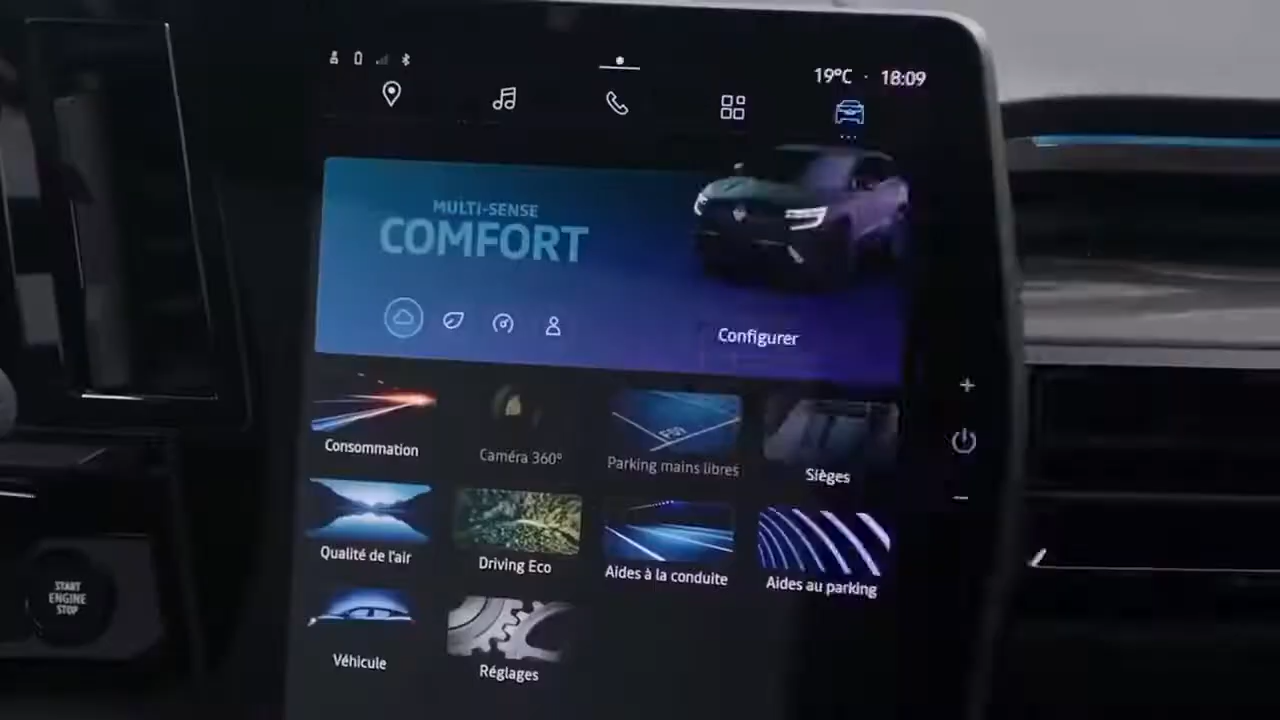 19°C · 18:09
MULTI-SENSE
COMFORT
Configurer
Consommation
Caméra 360°
Parking mains libres
Sièges
Qualité de l'air
Driving Eco
Aides à la conduite
Aides au parking
Véhicule
Réglages
START
ENGINE
STOP